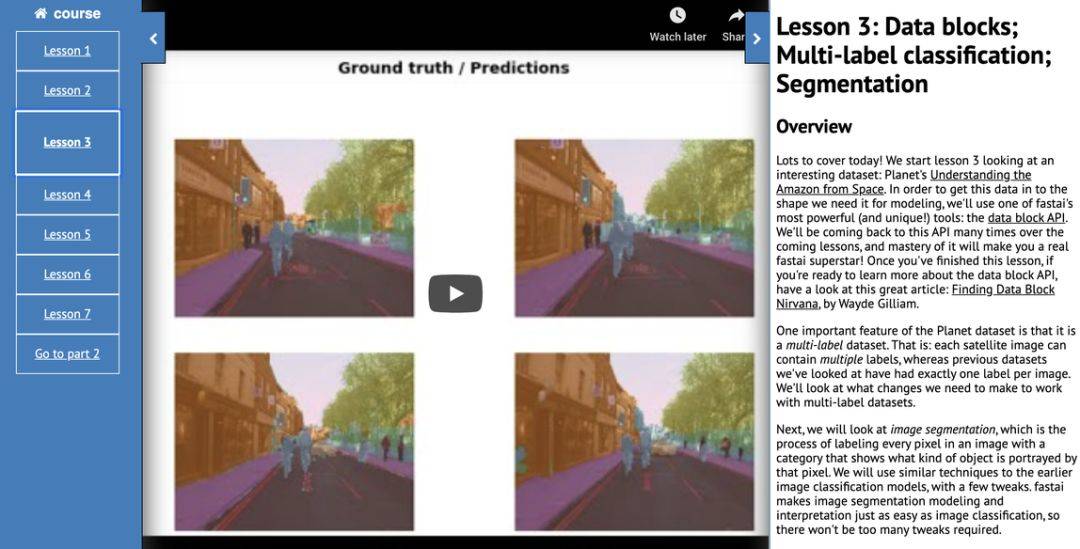 course
Lesson 1
Lesson 2
Lesson 3
Lesson 4
Lesson 5
Lesson 6
Lesson 7
Go to part 2
Watch later
Shar
Ground truth / Predictions
Lesson 3: Data blocks;
Multi-label classification;
Segmentation
Overview
Lots to cover today! We start lesson 3 looking at an
interesting dataset: Planet's Understanding the
Amazon from Space. In order to get this data in to the
shape we need it for modeling, we'll use one of fastai's
most powerful (and unique!) tools: the data block API.
We'll be coming back to this API many times over the
coming lessons, and mastery of it will make you a real
fastai superstar! Once you've finished this lesson, if
you're ready to learn more about the data block API,
have a look at this great article: Finding Data Block
Nirvana, by Wayde Gilliam.
One important feature of the Planet dataset is that it is
a multi-label dataset. That is: each satellite image can
contain multiple labels, whereas previous datasets
we've looked at have had exactly one label per image.
We'll look at what changes we need to make to work
with multi-label datasets.
Next, we will look at image segmentation, which is the
process of labeling every pixel in an image with a
category that shows what kind of object is portrayed by
that pixel. We will use similar techniques to the earlier
image classification models, with a few tweaks. fastai
makes image segmentation modeling and
interpretation just as easy as image classification, so
there won't be too many tweaks required.